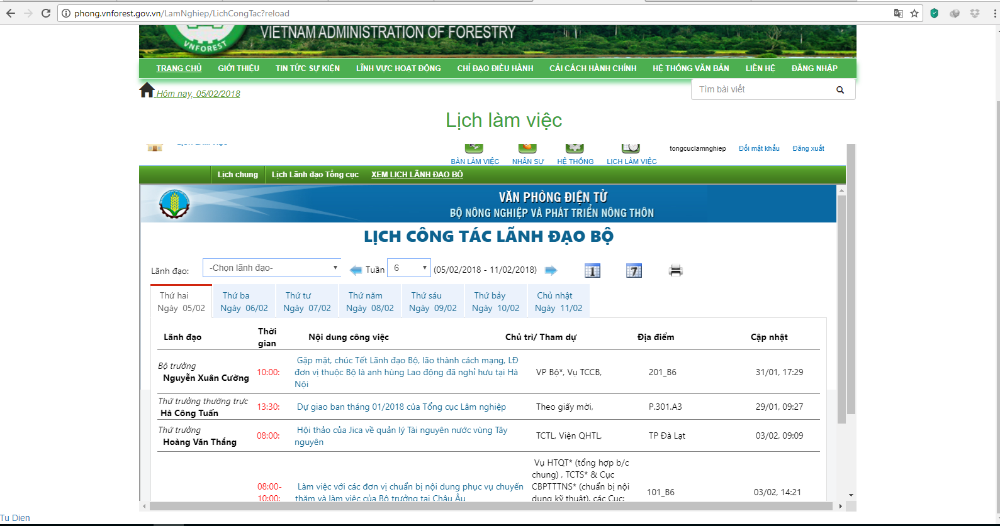 phong.vnforest.gov.vn/LamNghiep/LichCongTac?reload
VNFOREST
VIETNAM ADMINISTRATION OF FORESTRY
TRANG CHỦ GIỚI THIỆU TIN TỨC SỰ KIỆN LĨNH VỰC HOẠT ĐỘNG CHỈ ĐẠO ĐIỀU HÀNH CẢI CÁCH HÀNH CHÍNH HỆ THỐNG VĂN BẢN LIÊN HỆ ĐĂNG NHẬP
Hôm nay, 05/02/2018
Tìm bài viết
Lịch làm việc
tongcuclamnghiep Đổi mật khẩu Đăng xuất
BÀN LÀM VIỆC NHÂN SỰ HỆ THỐNG LỊCH LÀM VIỆC
Lịch chung Lịch Lãnh đạo Tổng cục XEM LỊCH LÃNH ĐẠO BỘ
VĂN PHÒNG ĐIỆN TỬ
BỘ NÔNG NGHIỆP VÀ PHÁT TRIỂN NÔNG THÔN
LỊCH CÔNG TÁC LÃNH ĐẠO BỘ
Lãnh đạo: -Chọn lãnh đạo- Tuần 6 (05/02/2018 - 11/02/2018) 1 7
Thứ hai Thứ ba Thứ tư Thứ năm Thứ sáu Thứ bảy Chủ nhật
Ngày 05/02 Ngày 06/02 Ngày 07/02 Ngày 08/02 Ngày 09/02 Ngày 10/02 Ngày 11/02
Lãnh đạo Thời gian Nội dung công việc Chủ trì/ Tham dự Địa điểm Cập nhật
Bộ trưởng
Nguyễn Xuân Cường
10:00:
Gặp mặt, chúc Tết Lãnh đạo Bộ, lão thành cách mạng, LĐ
đơn vị thuộc Bộ là anh hùng Lao động đã nghỉ hưu tại Hà
Nội
VP Bộ*, Vụ TCCB,
201_B6
31/01, 17:29
Thứ trưởng thường trực
Hà Công Tuấn
13:30:
Dự giao ban tháng 01/2018 của Tổng cục Lâm nghiệp
Theo giấy mời,
P.301.A3
29/01, 09:27
Thứ trưởng
Hoàng Văn Thắng
08:00:
Hội thảo của Jica về quản lý Tài nguyên nước vùng Tây
nguyên
TCTL, Viện QHTL,
TP Đà Lạt
03/02, 09:09
08:00-
10:00:
Làm việc với các đơn vị chuẩn bị nội dung phục vụ chuyến
thăm và làm việc của Bộ trưởng tại Châu Âu
Vụ HTQT* (tổng hợp b/c
chung) , TCTS* & Cục
CBPTTTNS* (chuẩn bị nội
dung kỹ thuật), các Cục:
101_B6
03/02, 14:21
Tu Dien